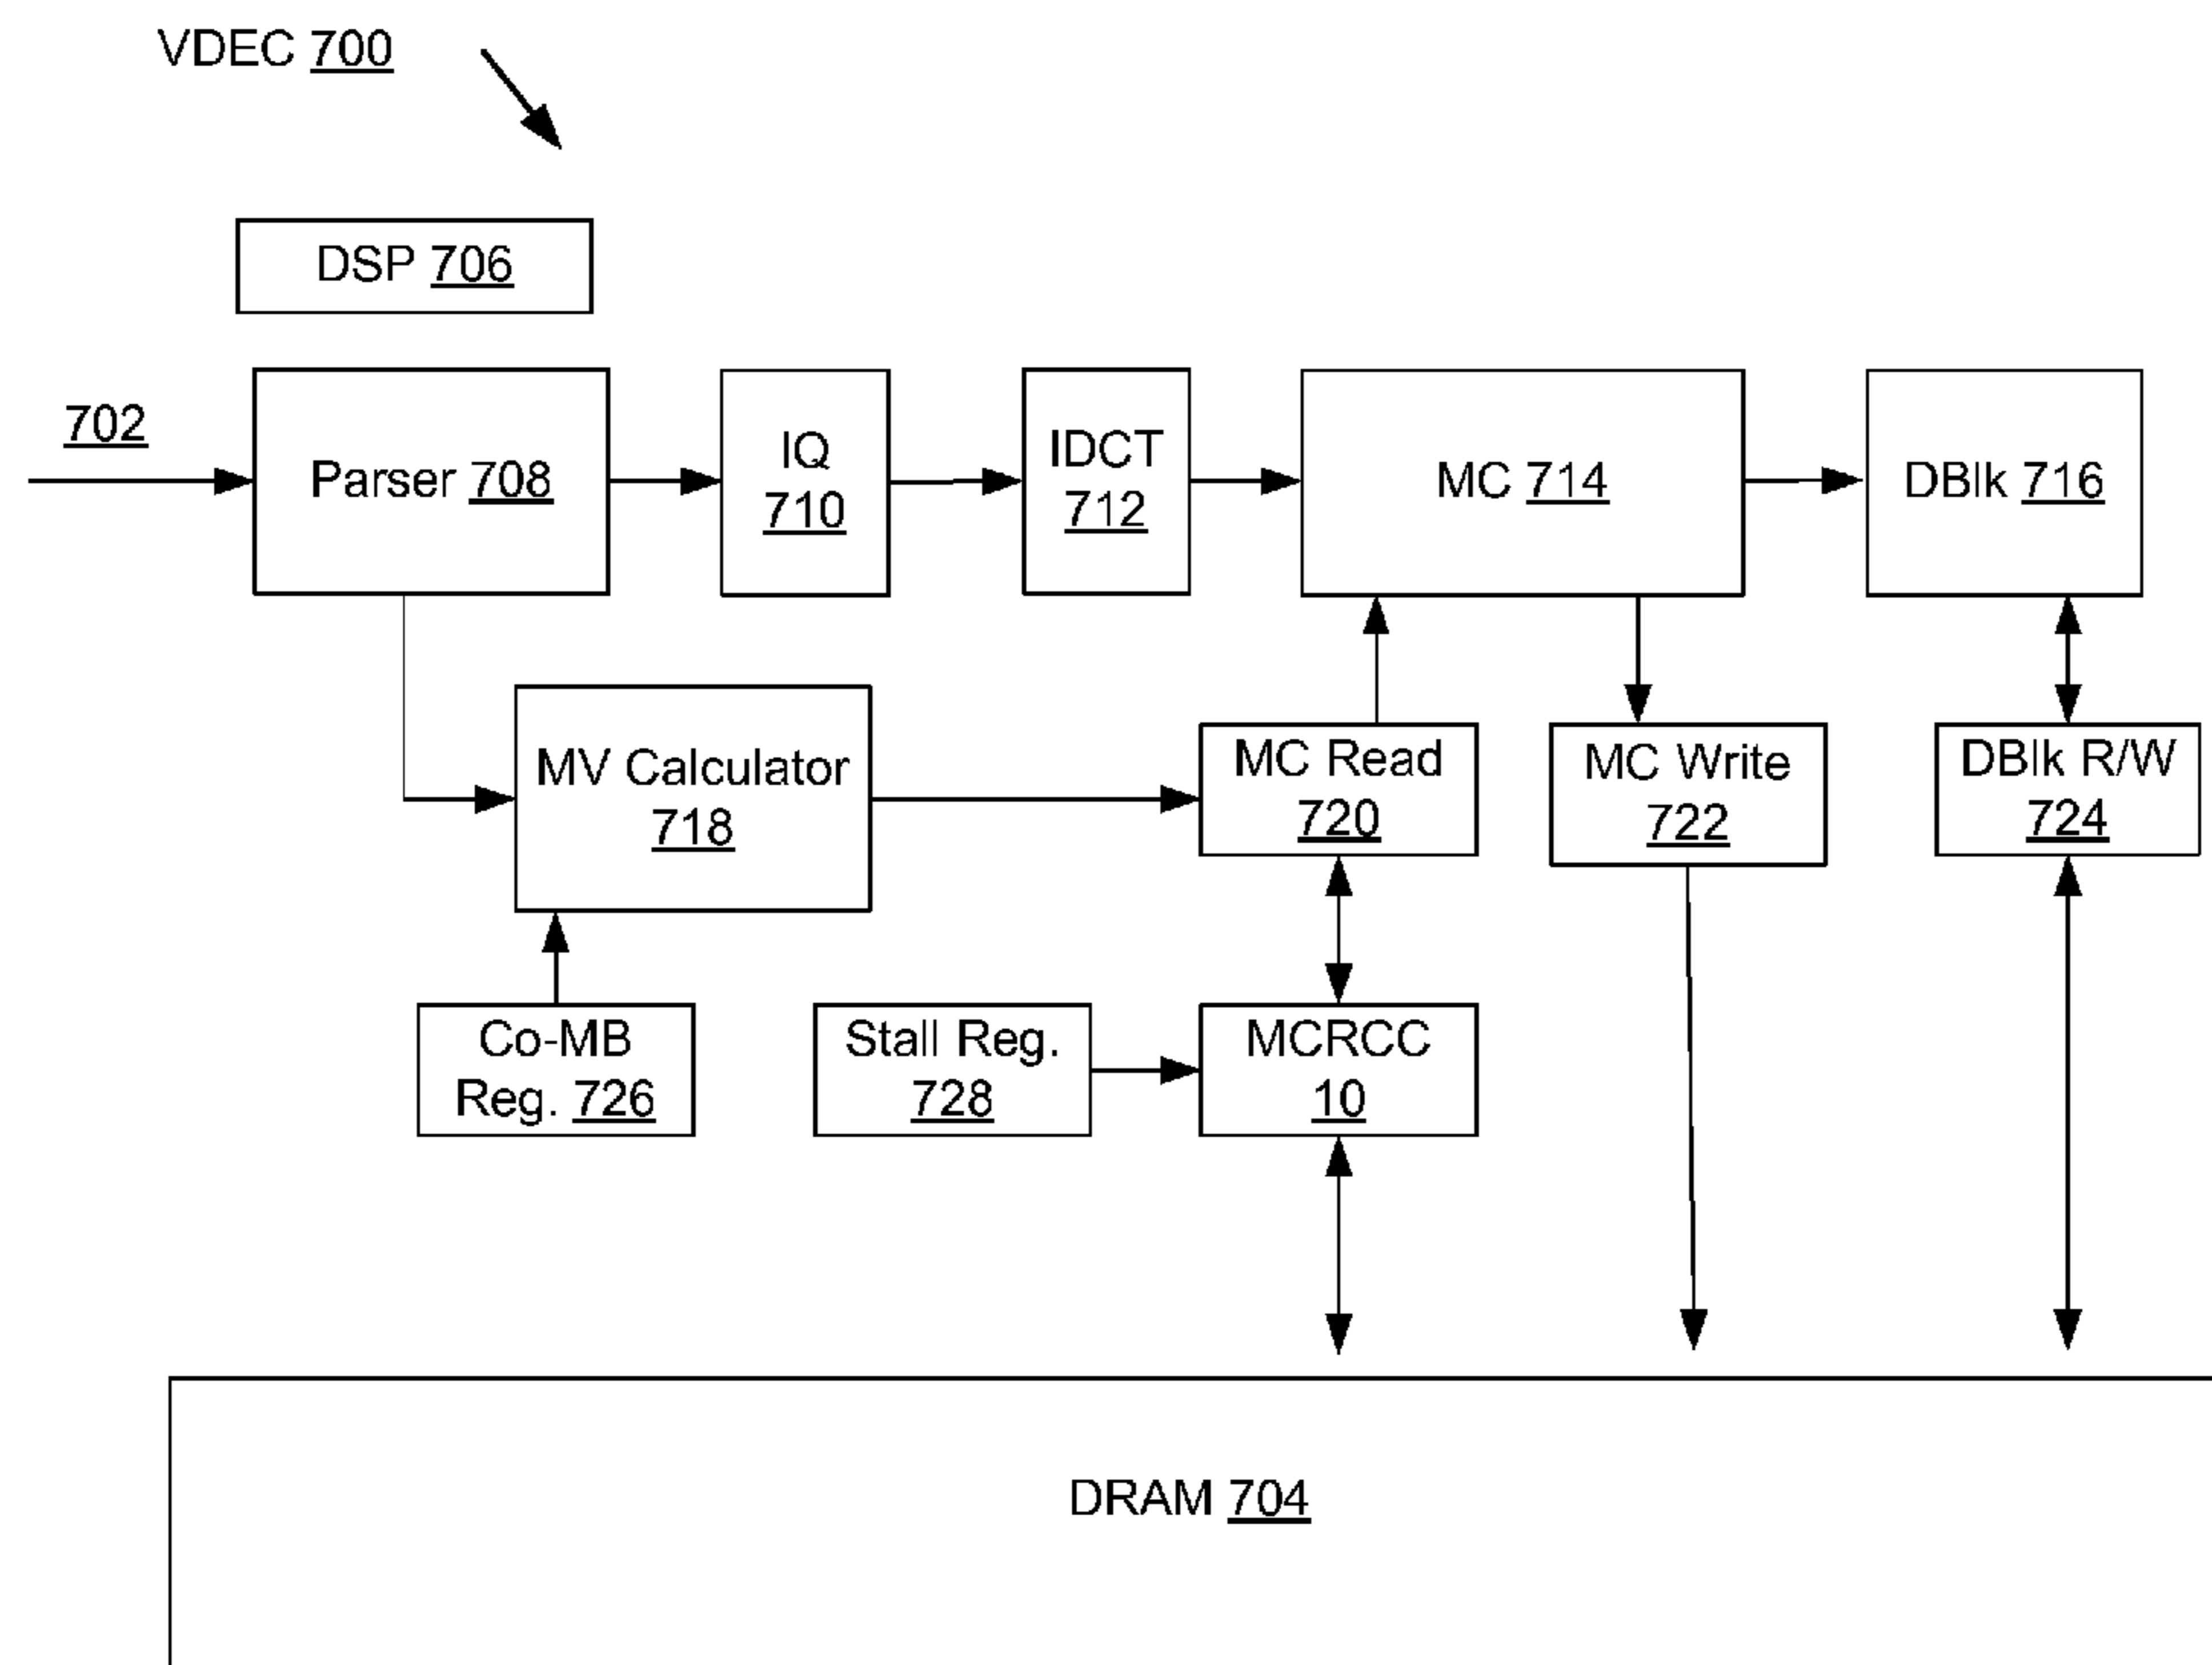 VDEC 700
DSP 706
702
Parser 708
IQ
710
IDCT
712
MC 714
DBlk 716
MV Calculator
718
MC Read
720
MC Write
722
DBlk R/W
724
Co-MB
Reg. 726
Stall Reg.
728
MCRCC
10
DRAM 704